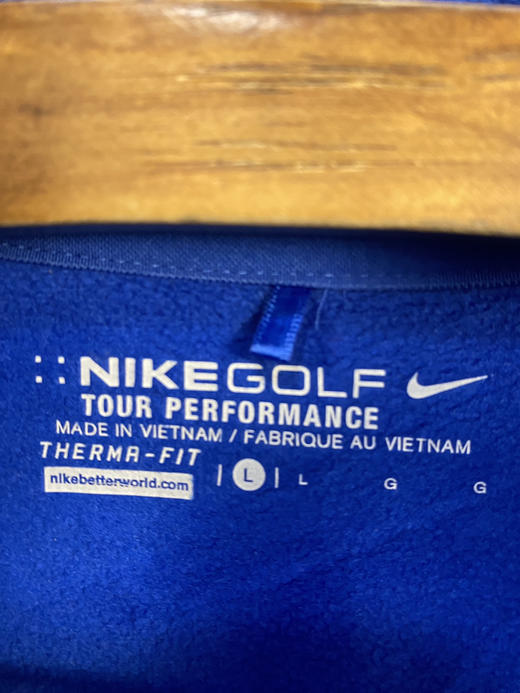 NIKEGOLF
TOUR PERFORMANCE
MADE IN VIETNAM / FABRIQUE AU VIETNAM
THERMA-FIT
nikebetterworld.com | L | L G G